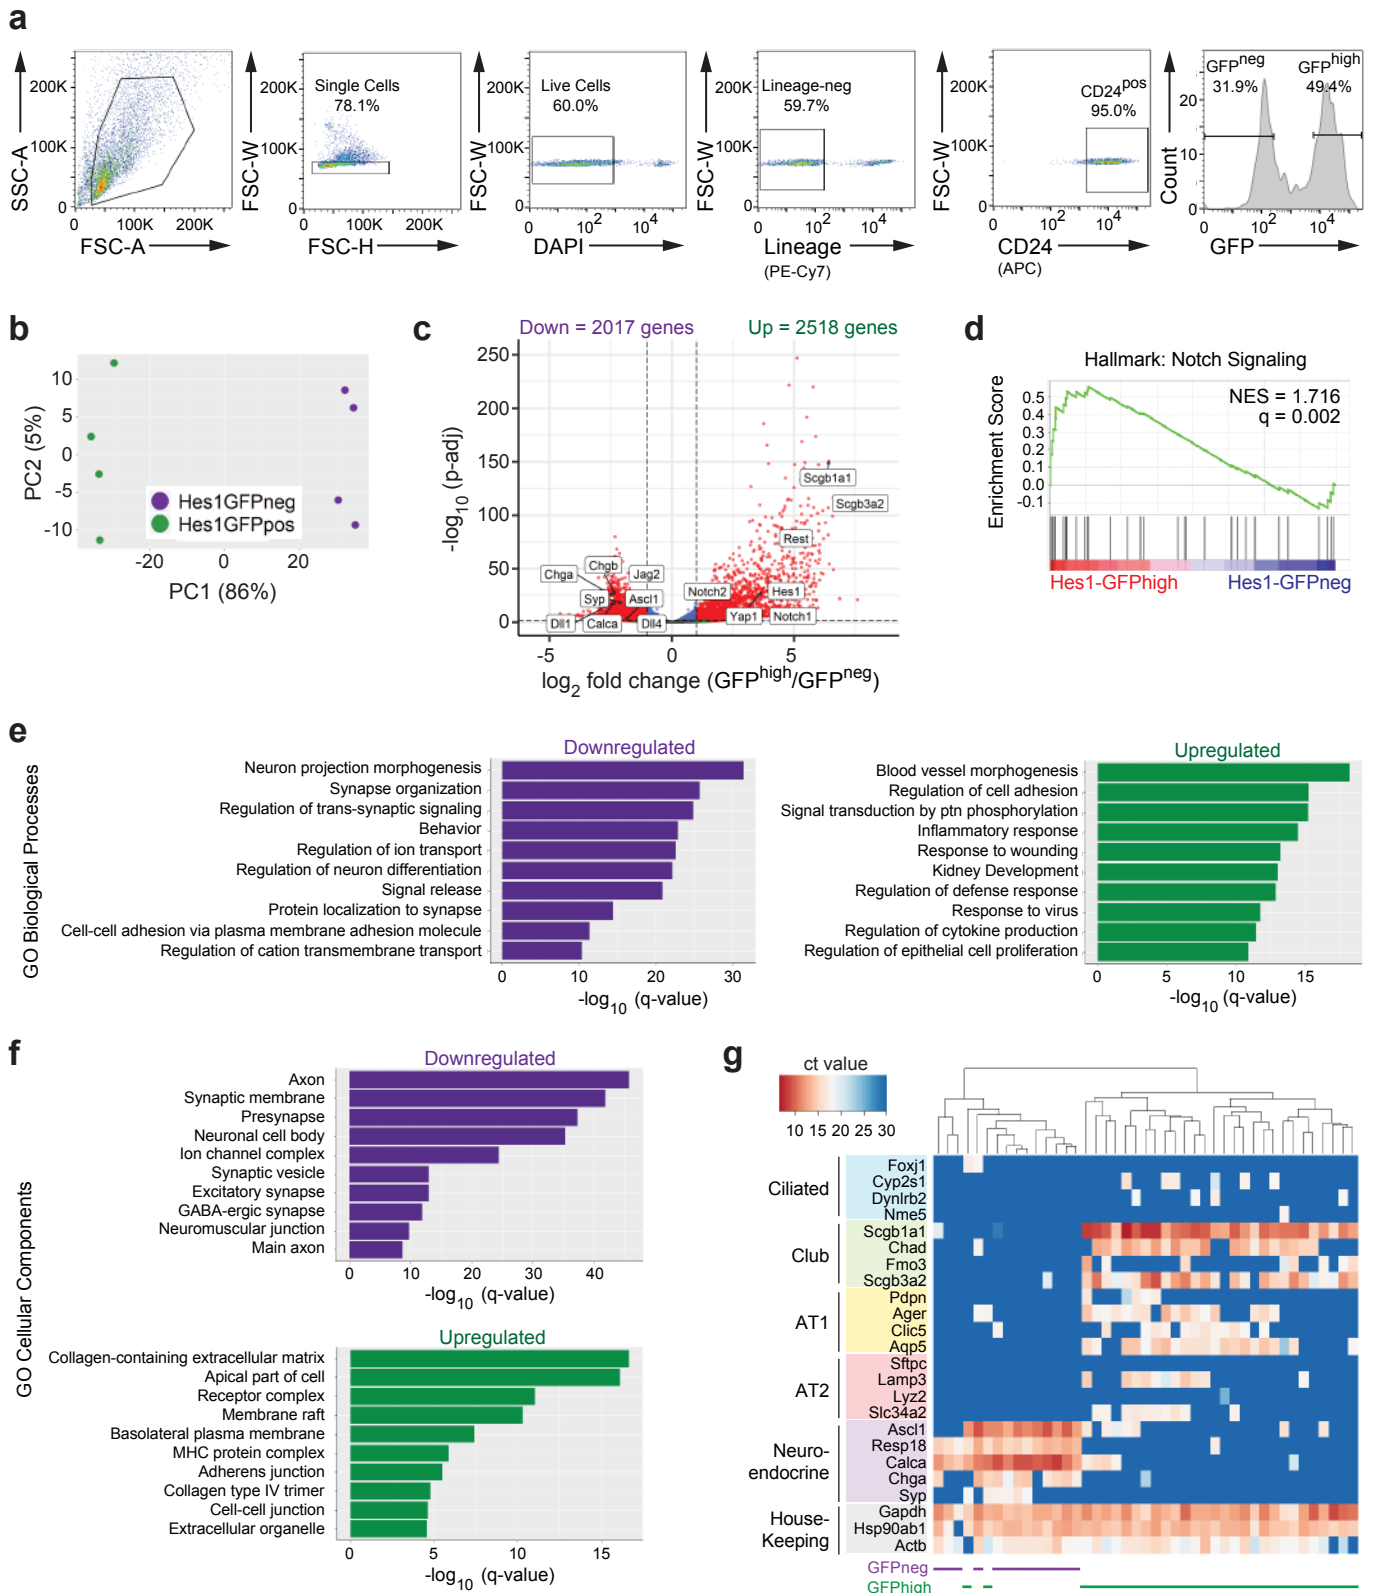 a
SSC-A
200K
100K
0
0
100K
200K
FSC-A
FSC-W
200K
100K
0
Single Cells
78.1%
0
100K
200K
FSC-H
FSC-W
200K
100K
0
Live Cells
60.0%
0
10^2
10^4
DAPI
FSC-W
200K
100K
0
Lineage-neg
59.7%
0
10^2
10^4
Lineage
(PE-Cy7)
FSC-W
200K
100K
0
CD24^pos
95.0%
0
10^2
10^4
CD24
(APC)
Count
20
10
0
GFP^neg
31.9%
GFP^high
49.4%
0
10^2
10^4
GFP
b
PC2 (5%)
10
5
0
-5
-10
Hes1GFPneg
Hes1GFPpos
-20
0
20
PC1 (86%)
c
Down = 2017 genes
Up = 2518 genes
-log10 (p-adj)
250
200
150
100
50
0
Scgb1a1
Scgb3a2
Rest
Chgb
Chga
Jag2
Syp
Ascl1
Notch2
Hes1
Dll1
Calca
Dll4
Yap1
Notch1
-5
0
5
log2 fold change (GFP^high/GFP^neg)
d
Hallmark: Notch Signaling
Enrichment Score
0.5
0.4
0.3
0.2
0.1
0.0
-0.1
NES = 1.716
q = 0.002
Hes1-GFPhigh
Hes1-GFPneg
e
GO Biological Processes
Downregulated
Neuron projection morphogenesis
Synapse organization
Regulation of trans-synaptic signaling
Behavior
Regulation of ion transport
Regulation of neuron differentiation
Signal release
Protein localization to synapse
Cell-cell adhesion via plasma membrane adhesion molecule
Regulation of cation transmembrane transport
0
10
20
30
-log10 (q-value)
Upregulated
Blood vessel morphogenesis
Regulation of cell adhesion
Signal transduction by ptn phosphorylation
Inflammatory response
Response to wounding
Kidney Development
Regulation of defense response
Response to virus
Regulation of cytokine production
Regulation of epithelial cell proliferation
0
5
10
15
-log10 (q-value)
f
GO Cellular Components
Downregulated
Axon
Synaptic membrane
Presynapse
Neuronal cell body
Ion channel complex
Synaptic vesicle
Excitatory synapse
GABA-ergic synapse
Neuromuscular junction
Main axon
0
10
20
30
40
-log10 (q-value)
Upregulated
Collagen-containing extracellular matrix
Apical part of cell
Receptor complex
Membrane raft
Basolateral plasma membrane
MHC protein complex
Adherens junction
Collagen type IV trimer
Cell-cell junction
Extracellular organelle
0
5
10
15
-log10 (q-value)
g
ct value
10 15 20 25 30
Ciliated
Foxj1
Cyp2s1
Dynlrb2
Nme5
Club
Scgb1a1
Chad
Fmo3
Scgb3a2
AT1
Pdpn
Ager
Clic5
Aqp5
AT2
Sftpc
Lamp3
Lyz2
Slc34a2
Neuro-
endocrine
Ascl1
Resp18
Calca
Chga
Syp
House-
Keeping
Gapdh
Hsp90ab1
Actb
GFPneg
GFPhigh